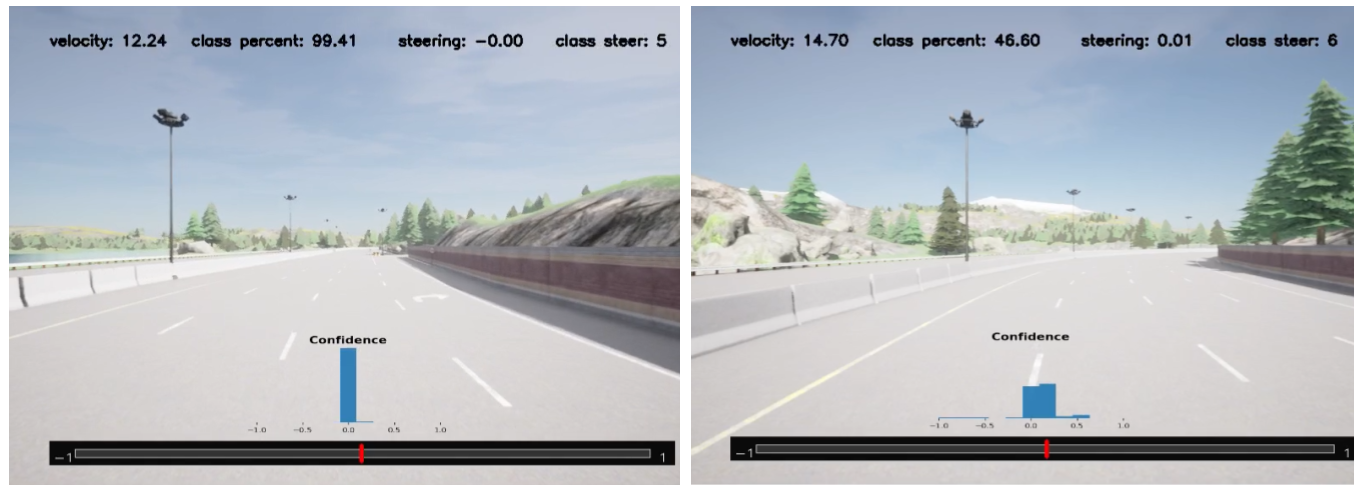 velocity: 12.24 class percent: 99.41 steering: -0.00 class steer: 5
Confidence
-1.0 -0.5 0.0 0.5 1.0
-1 1
velocity: 14.70 class percent: 46.60 steering: 0.01 class steer: 6
Confidence
-1.0 -0.5 0.0 0.5 1.0
-1 1